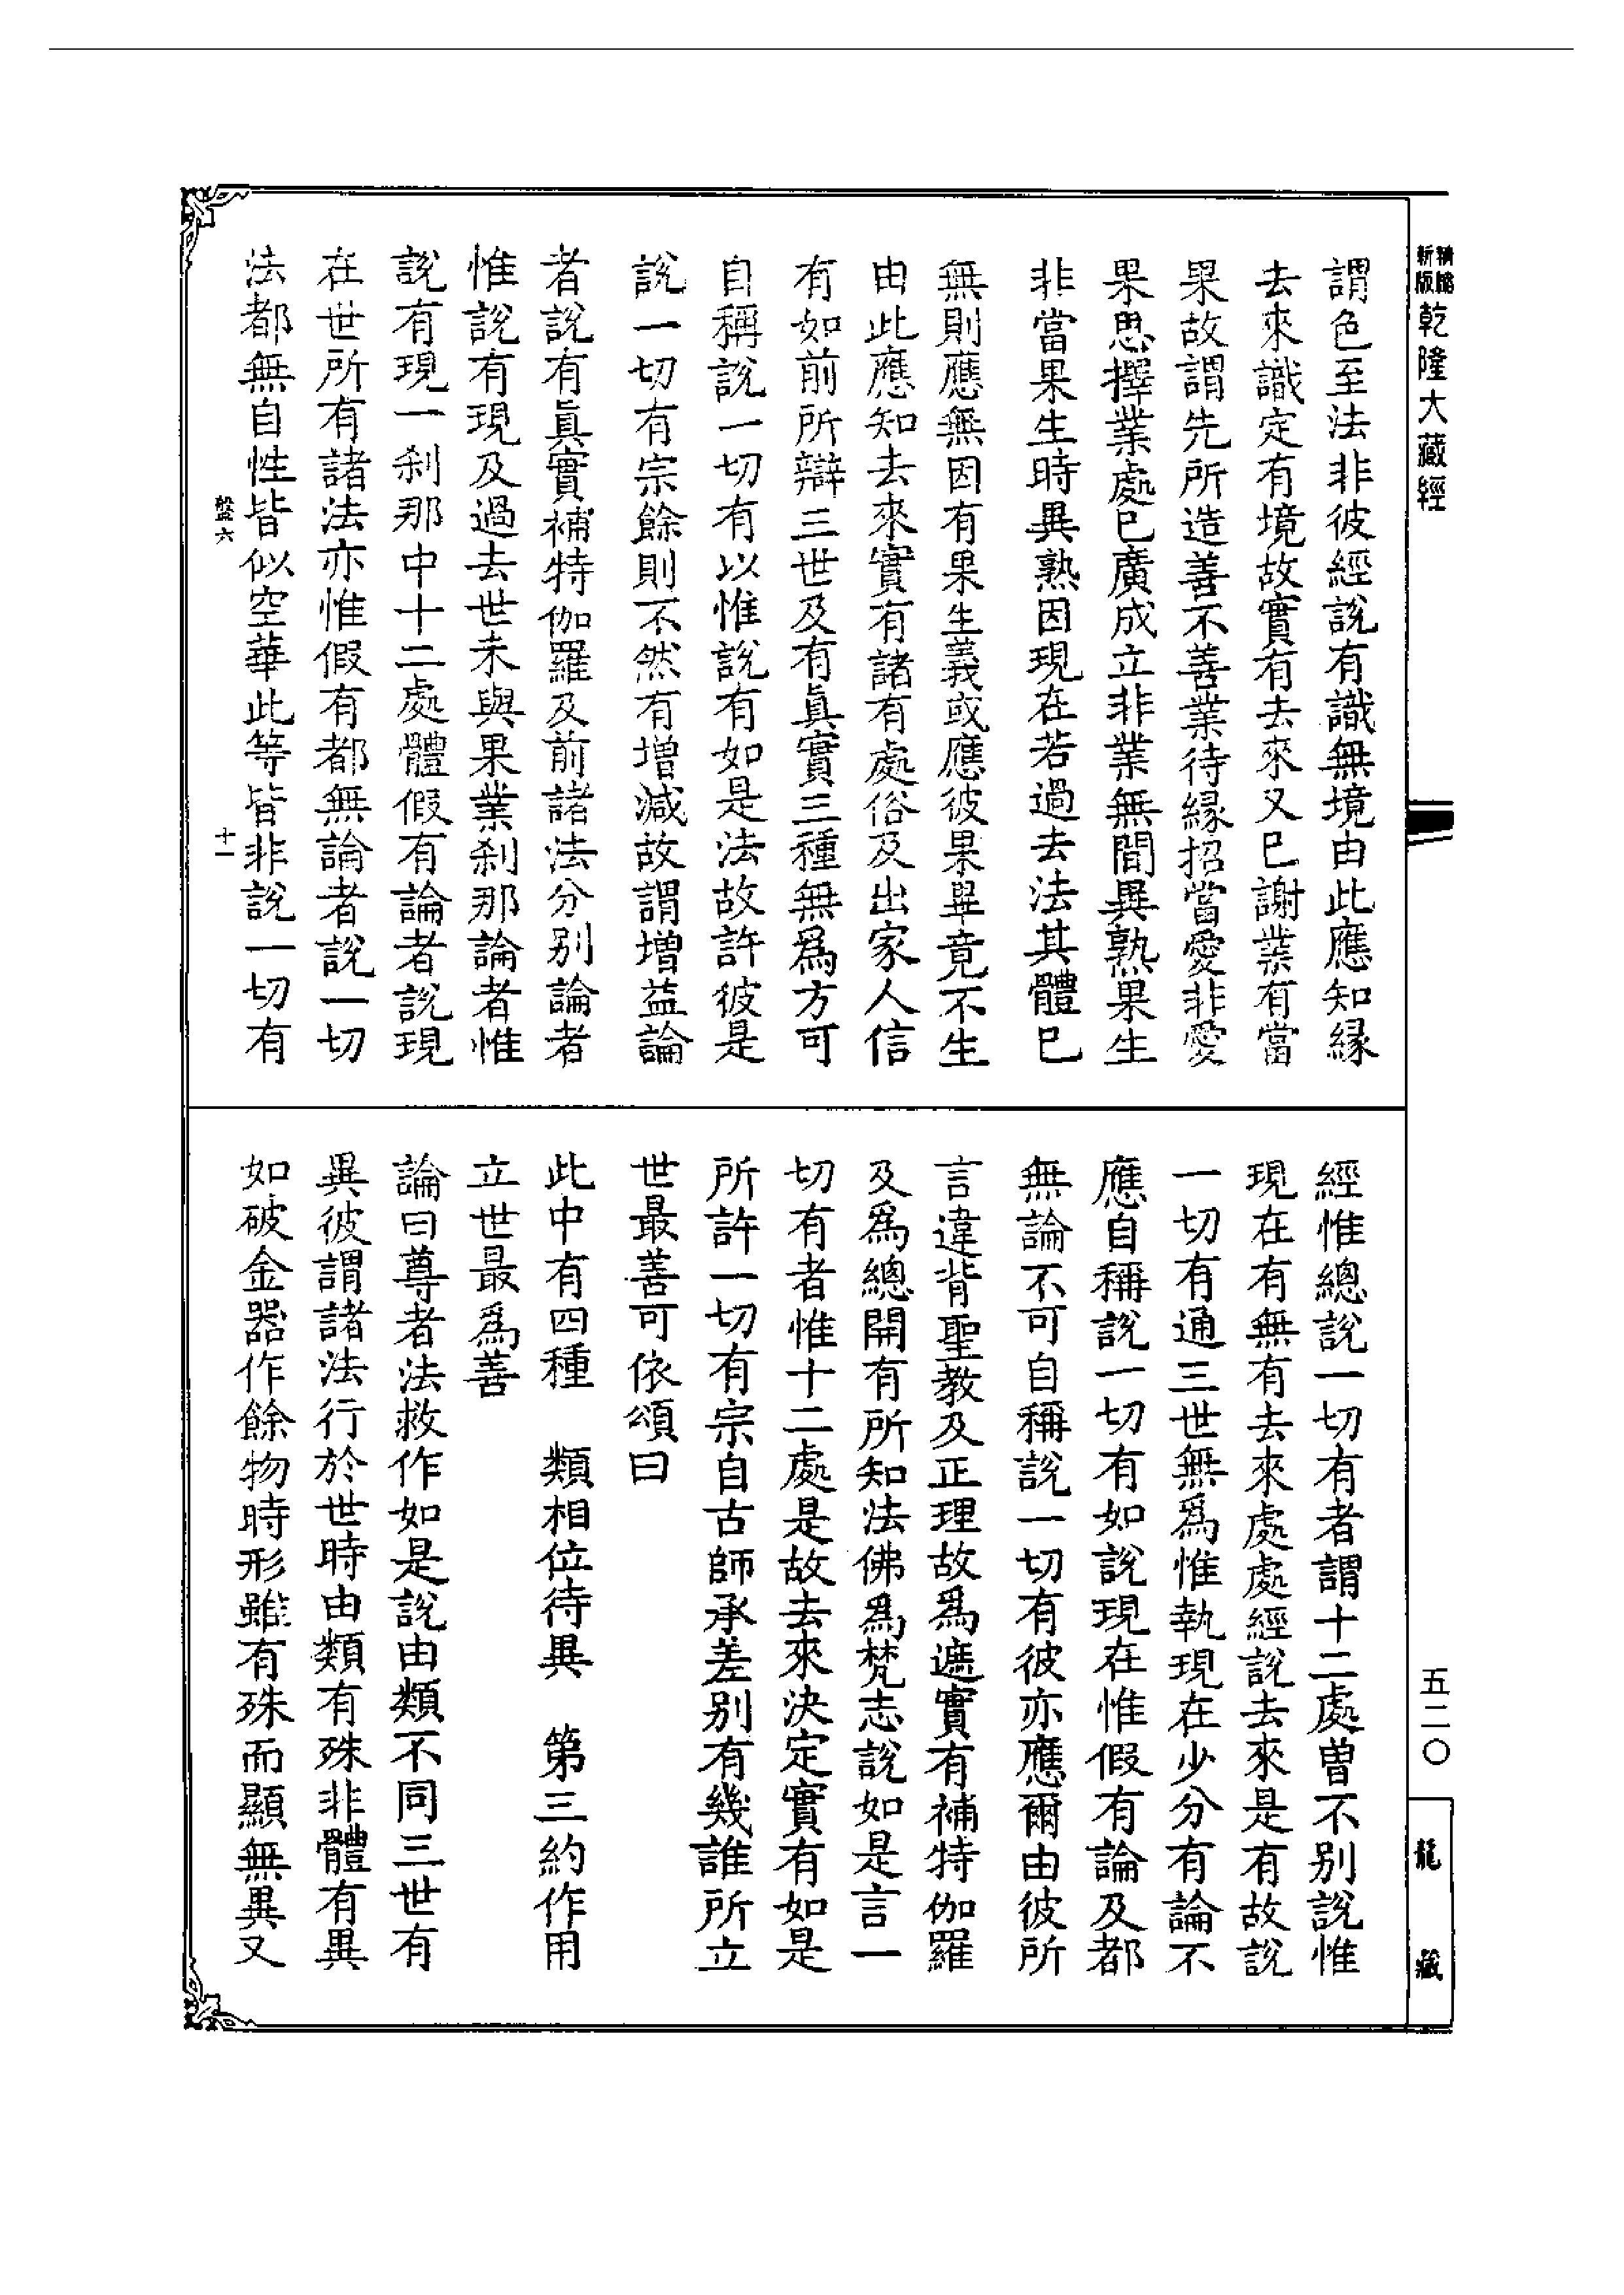 新版
精縮
乾隆大藏經
謂色至法非彼經說有識無境由此應知緣
去來識定有境故實有去來又已謝業有當
果故謂先所造善不善業待緣招當愛非愛
果思擇業處已廣成立非業無間異熟果生
非當果生時異熟因現在若過去法其體已
無則應無因有果生義或應彼果畢竟不生
由此應知去來實有諸有處俗及出家人信
有如前所辯三世及有眞實三種無爲方可
自稱說一切有以惟說有如是法故許彼是
說一切有宗餘則不然有增減故謂增益論
者說有眞實補特伽羅及前諸法分別論者
惟說有現及過去世未與果業刹那論者惟
說有現一刹那中十二處體假有論者說現
在世所有諸法亦惟假有都無論者說一切
法都無自性皆似空華此等皆非說一切有
盤六
十一
經惟總說一切有者謂十二處曾不別說惟
現在有無有去來處處經說去來是有故說
一切有通三世無爲惟執現在少分有論不
應自稱說一切有如說現在惟假有論及都
無論不可自稱說一切有彼亦應爾由彼所
言違背聖教及正理故爲遮實有補特伽羅
及爲總開有所知法佛爲梵志說如是言一
切有者惟十二處是故去來決定實有如是
所許一切有宗自古師承差別有幾誰所立
世最善可依頌曰
此中有四種　類相位待異　第三約作用
立世最爲善
論曰尊者法救作如是說由類不同三世有
異彼謂諸法行於世時由類有殊非體有異
如破金器作餘物時形雖有殊而顯無異又
五二〇
龍藏